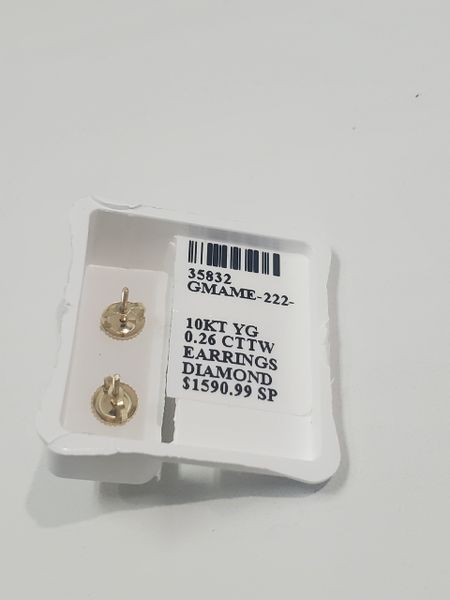 35832
GMAME-222-
10KT YG
0.26 CTTW
EARRINGS
DIAMOND
$1590.99 SP